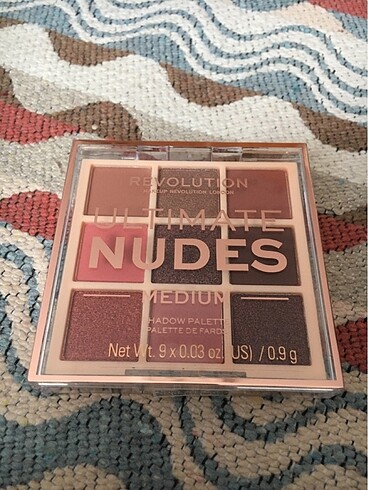 REVOLUTION
MAKEUP REVOLUTION LONDON
ULTIMATE
NUDES
MEDIUM
SHADOW PALETTE
PALETTE DE FARDS
Net Wt. 9 x 0.03 oz. (US) / 0.9 g